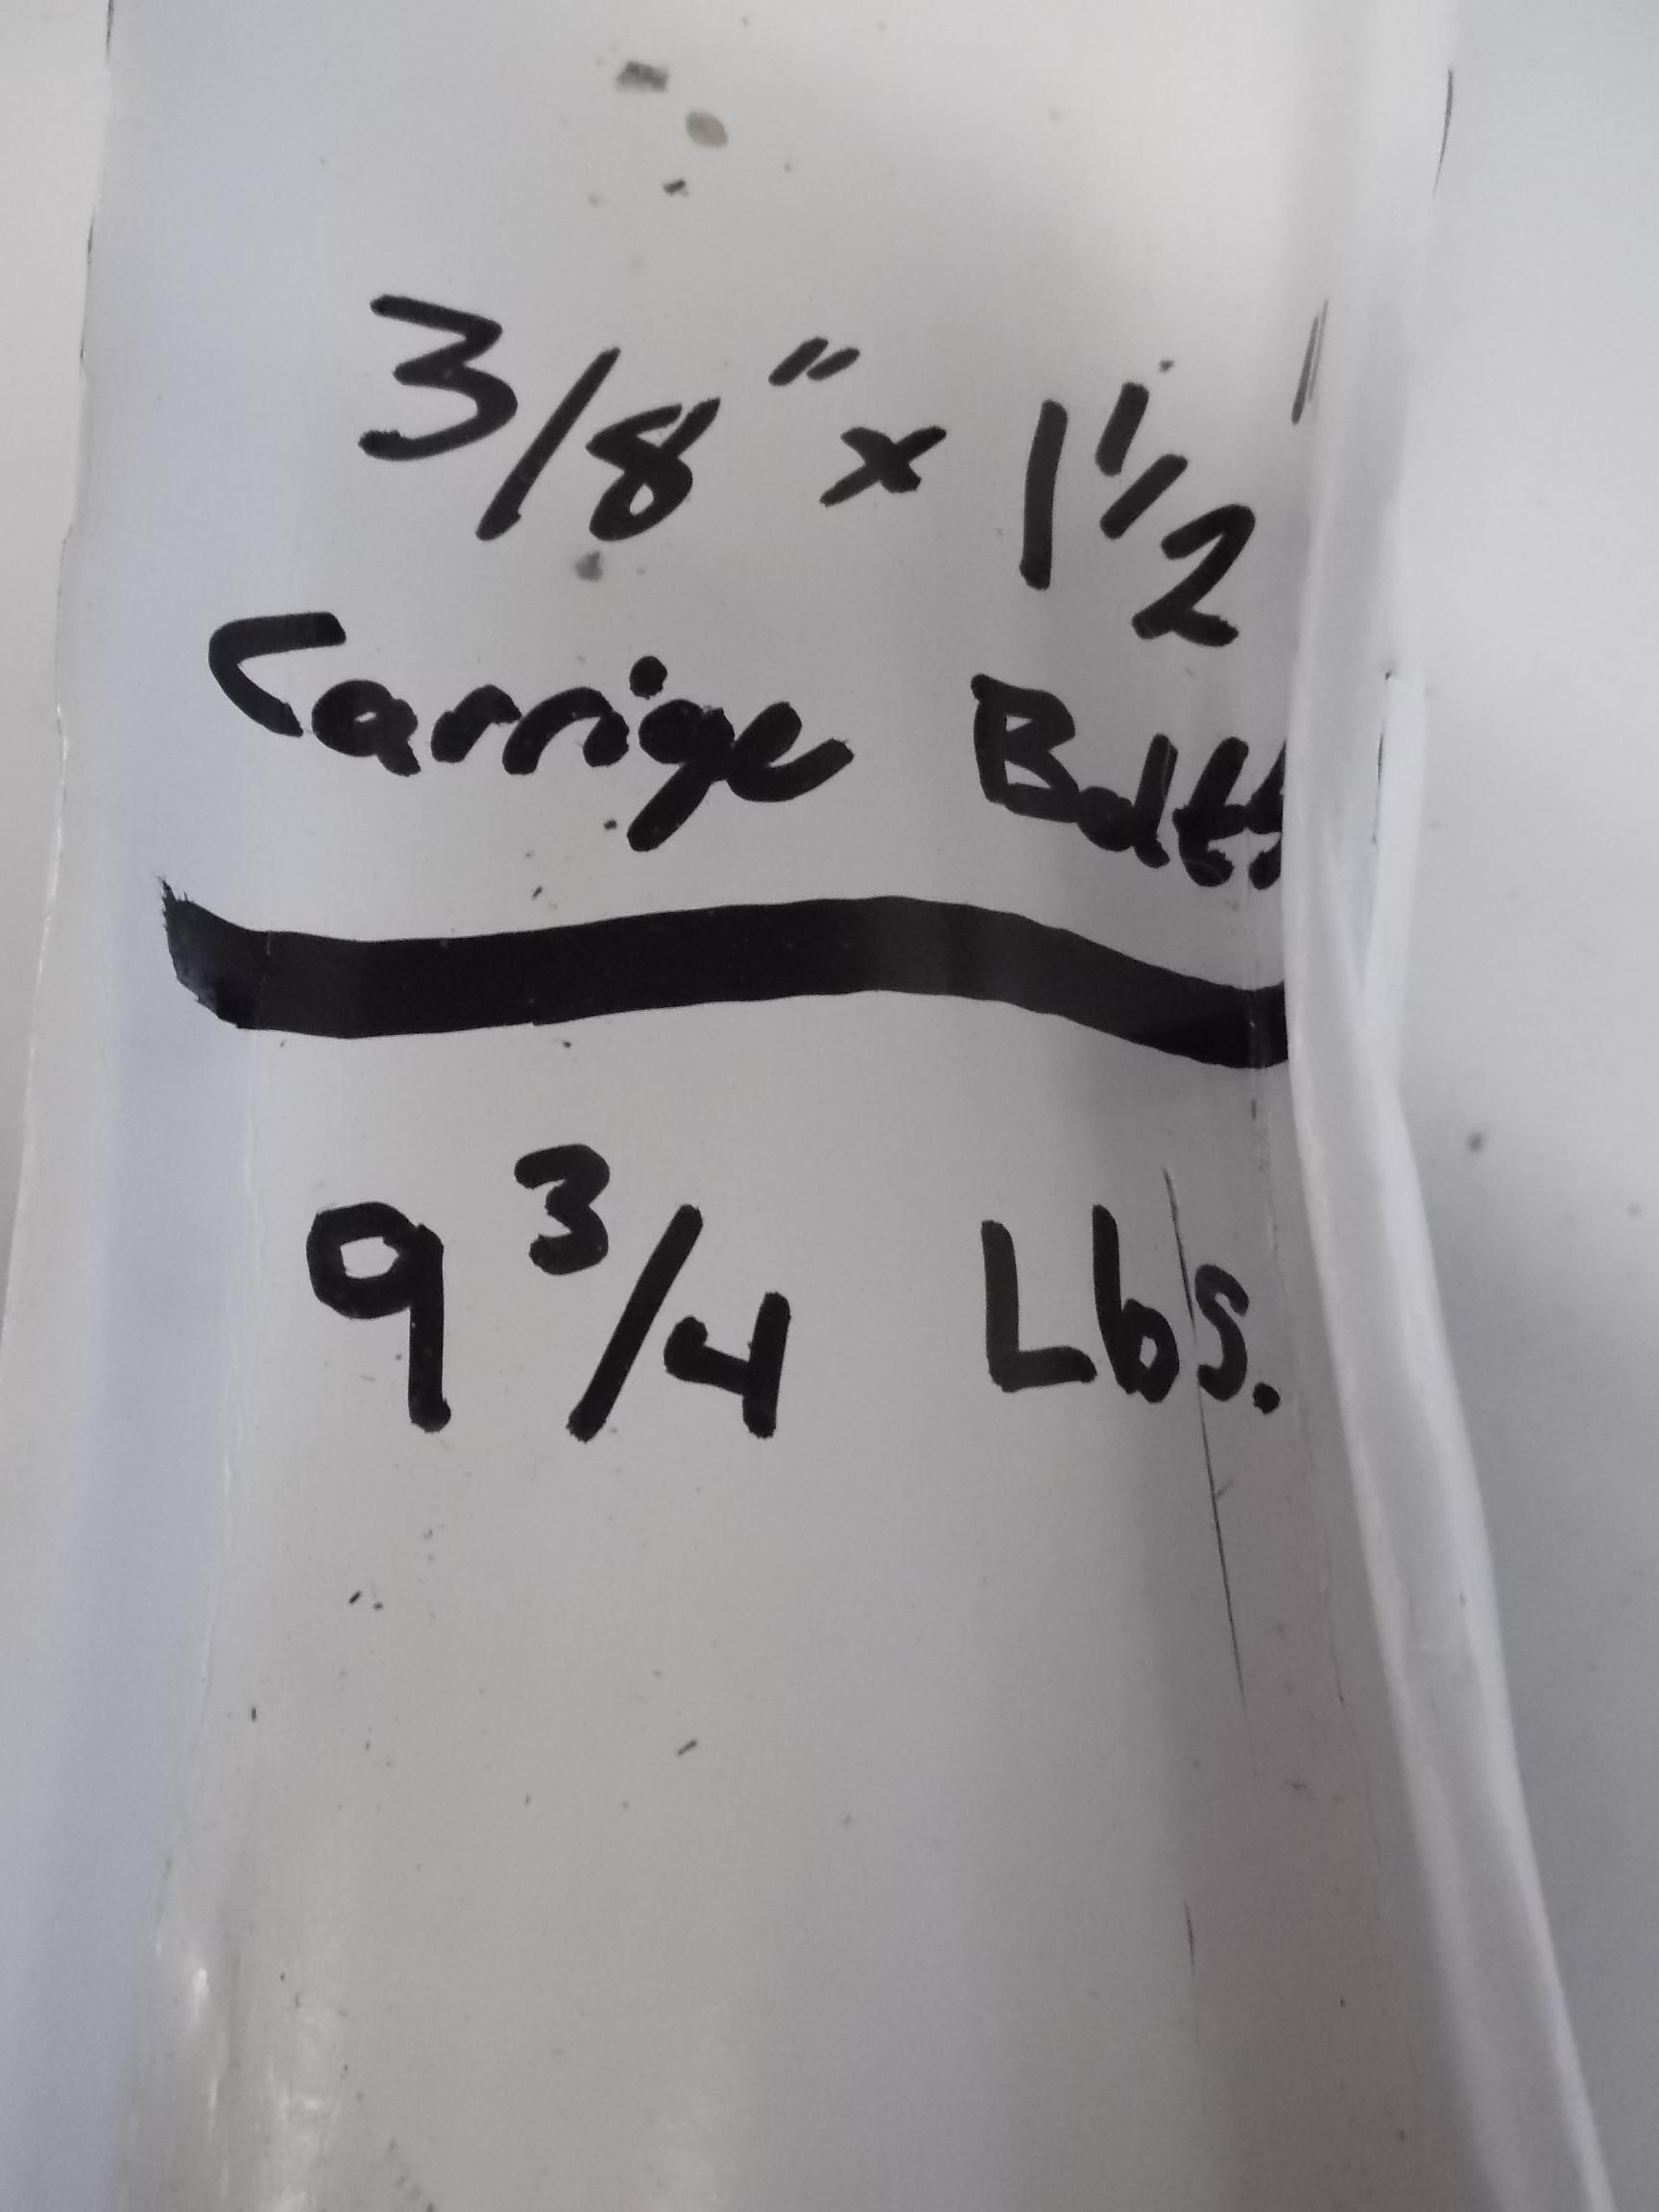 3/8" x 1 1/2
Carrige Bolts
9 3/4 Lbs.